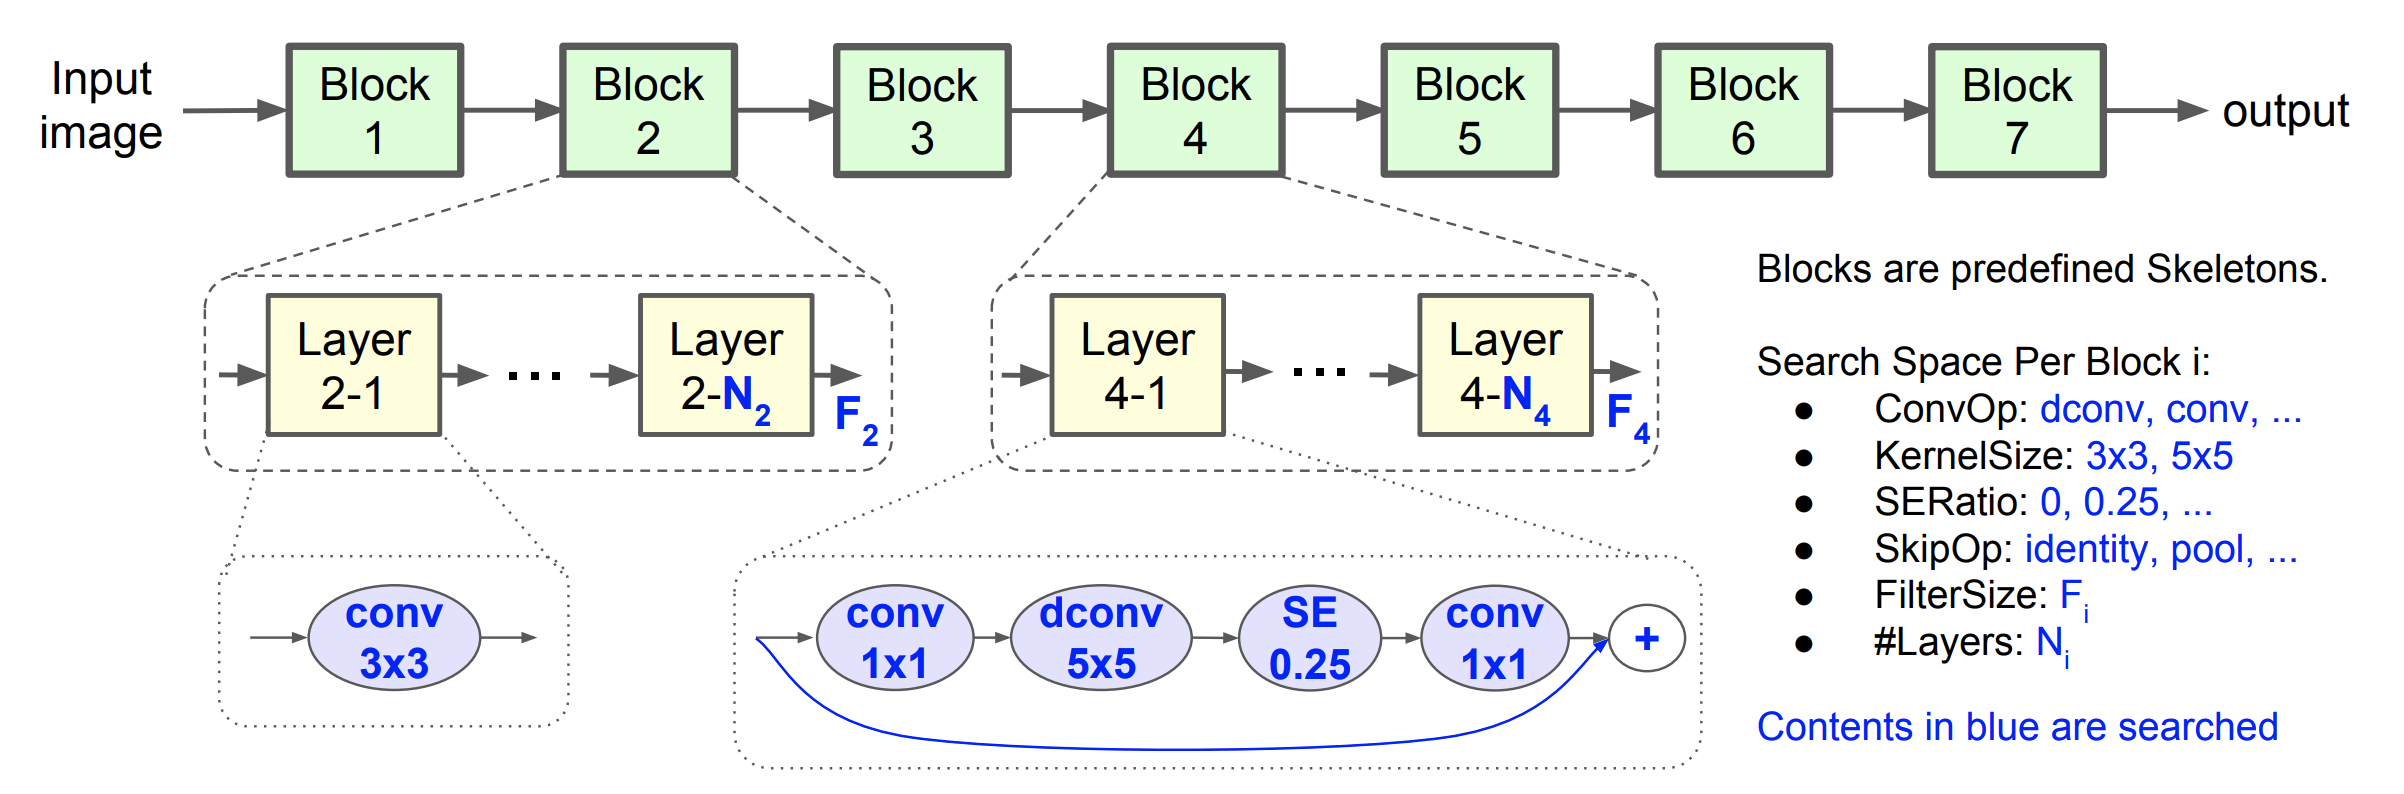 Input
image
Block
1
Block
2
Block
3
Block
4
Block
5
Block
6
Block
7
output
Layer
2-1
...
Layer
2-N2
F2
Layer
4-1
...
Layer
4-N4
F4
conv
3x3
conv
1x1
dconv
5x5
SE
0.25
conv
1x1
+
Blocks are predefined Skeletons.
Search Space Per Block i:
● ConvOp: dconv, conv, ...
● KernelSize: 3x3, 5x5
● SERatio: 0, 0.25, ...
● SkipOp: identity, pool, ...
● FilterSize: Fi
● #Layers: Ni
Contents in blue are searched